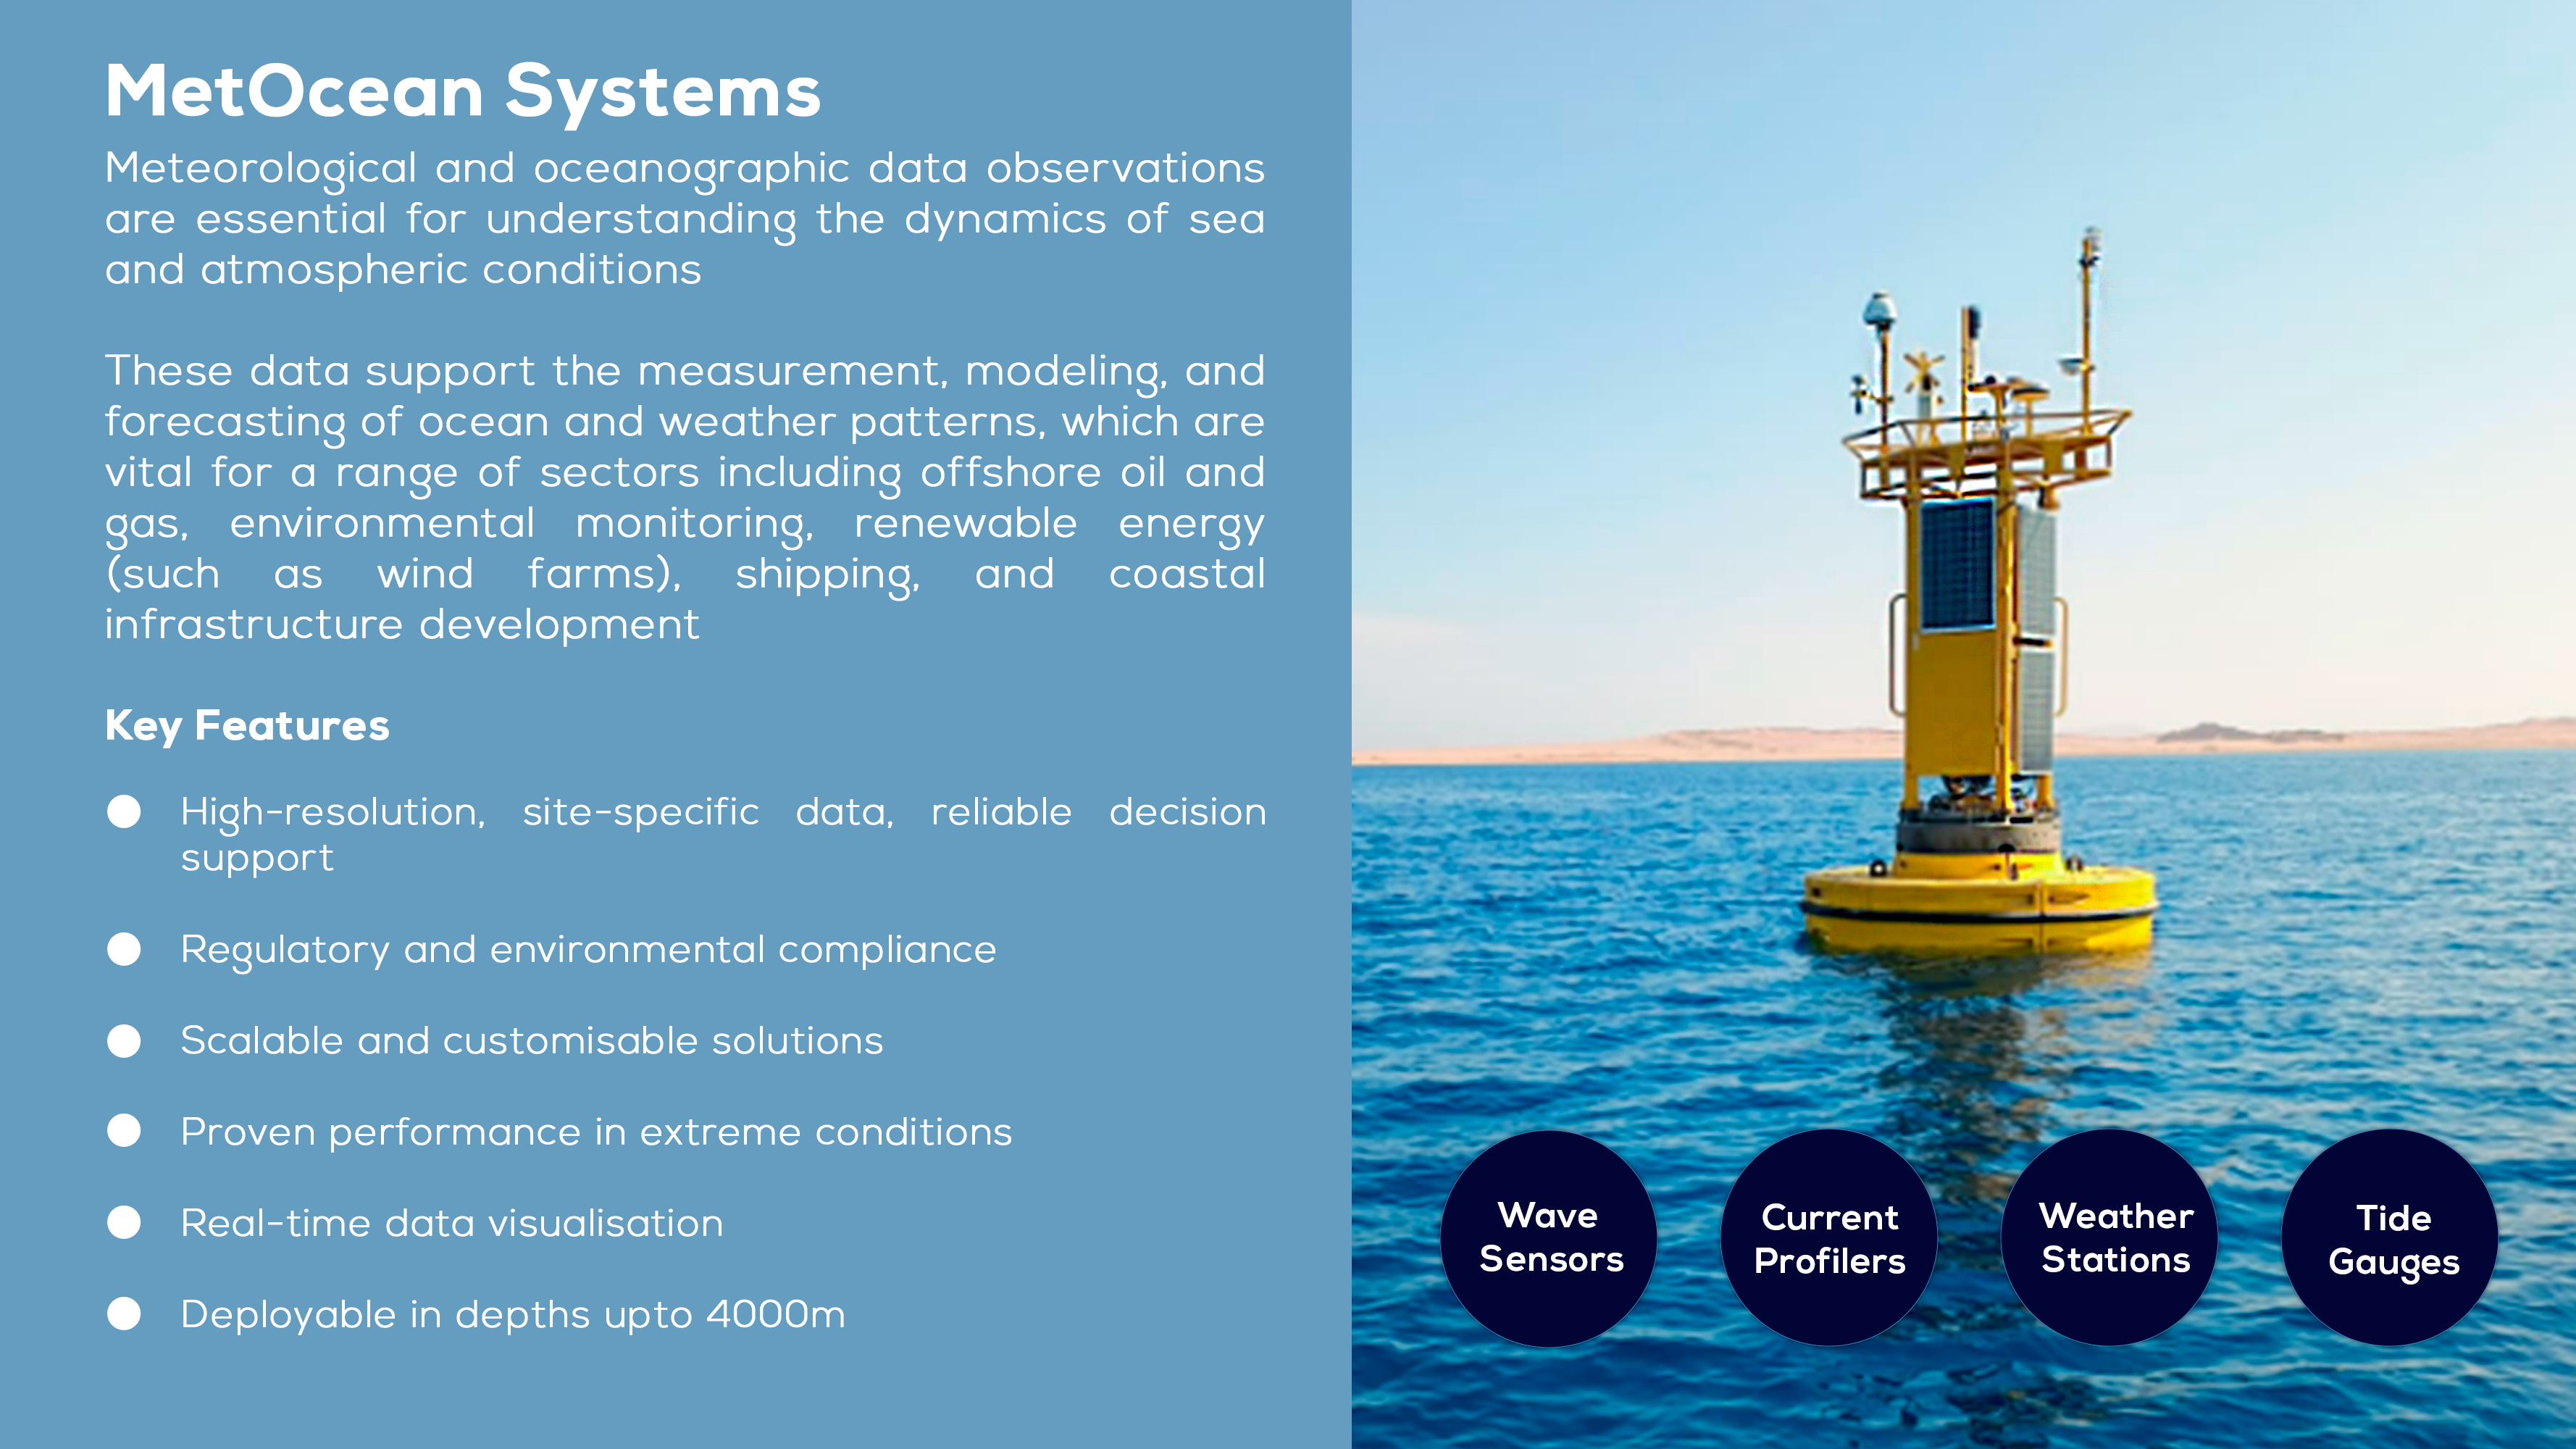 MetOcean Systems
Meteorological and oceanographic data observations
are essential for understanding the dynamics of sea
and atmospheric conditions
These data support the measurement, modeling, and
forecasting of ocean and weather patterns, which are
vital for a range of sectors including offshore oil and
gas, environmental monitoring, renewable energy
(such as wind farms), shipping, and coastal
infrastructure development
Key Features
High-resolution, site-specific data, reliable decision
support
Regulatory and environmental compliance
Scalable and customisable solutions
Proven performance in extreme conditions
Real-time data visualisation
Deployable in depths upto 4000m
Wave
Sensors
Current
Profilers
Weather
Stations
Tide
Gauges